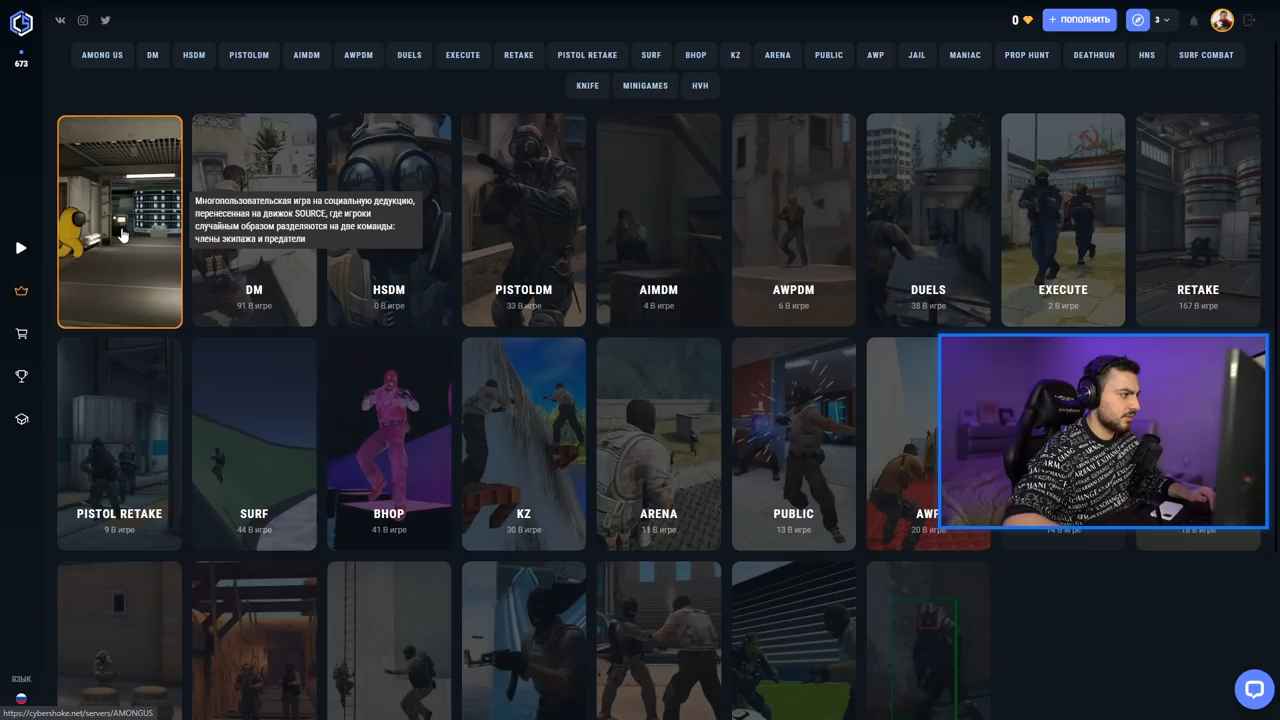 0
ПОПОЛНИТЬ
3
673
AMONG US
DM
HSDM
PISTOLDM
AIMDM
AWPDM
DUELS
EXECUTE
RETAKE
PISTOL RETAKE
SURF
BHOP
KZ
ARENA
PUBLIC
AWP
JAIL
MANIAC
PROP HUNT
DEATHRUN
HNS
SURF COMBAT
KNIFE
MINIGAMES
HVH
Многопользовательская игра на социальную дедукцию,
перенесенная на движок SOURCE, где игроки
случайным образом разделяются на две команды:
члены экипажа и предатели
DM
91 В игре
HSDM
0 В игре
PISTOLDM
33 В игре
AIMDM
4 В игре
AWPDM
6 В игре
DUELS
38 В игре
EXECUTE
2 В игре
RETAKE
167 В игре
PISTOL RETAKE
9 В игре
SURF
44 В игре
BHOP
41 В игре
KZ
30 В игре
ARENA
11 В игре
PUBLIC
13 В игре
AWP
20 В игре
14 В игре
18 В игре
ЯЗЫК
https://cybershoke.net/servers/AMONGUS